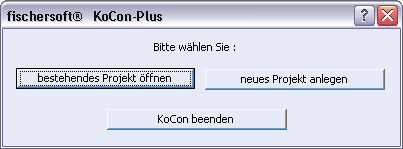 fischersoft® KoCon-Plus
Bitte wählen Sie :
bestehendes Projekt öffnen
neues Projekt anlegen
KoCon beenden